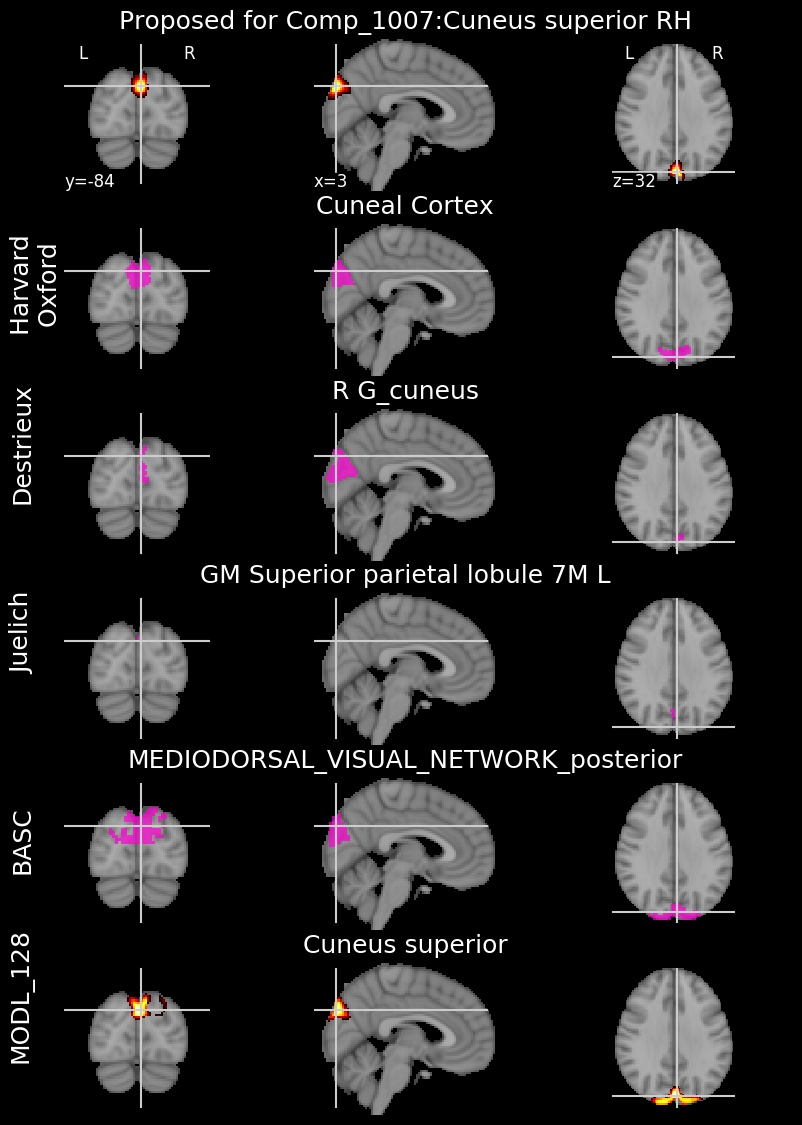 Proposed for Comp_1007:Cuneus superior RH
L R L R
y=-84 x=3 z=32
Cuneal Cortex
Harvard
Oxford
R G_cuneus
Destrieux
GM Superior parietal lobule 7M L
Juelich
MEDIODORSAL_VISUAL_NETWORK_posterior
BASC
Cuneus superior
MODL_128